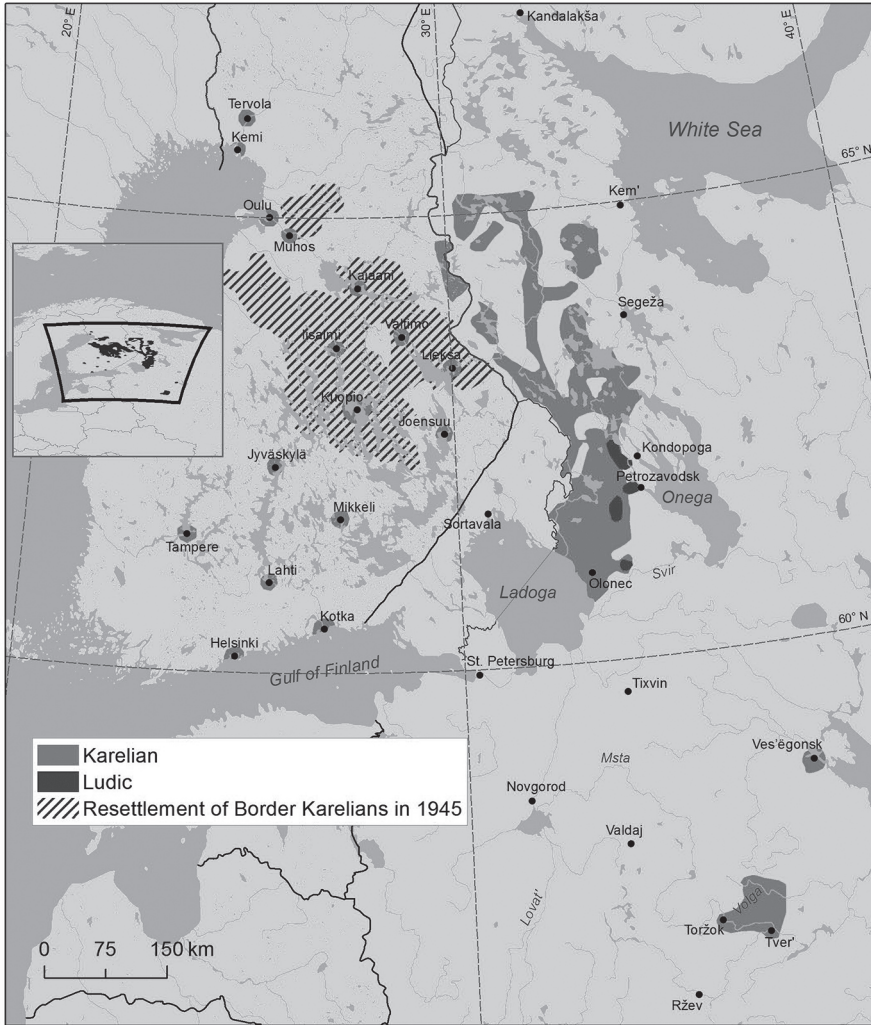 20° E
30° E
40° E
Kandalakša
Tervola
White Sea
Kemi
65° N
Kem'
Oulu
Muhos
Kajaani
Segeža
Valtimo
Iisalmi
Lieksa
Kuopio
Joensuu
Kondopoga
Jyväskylä
Petrozavodsk
Onega
Mikkeli
Sortavala
Tampere
Lahti
Olonec
Svir
Ladoga
Kotka
60° N
Helsinki
Gulf of Finland
St. Petersburg
Tixvin
Karelian
Ludic
Resettlement of Border Karelians in 1945
Ves'ëgonsk
Msta
Novgorod
Valdaj
Lovat'
Volga
Toržok
Tver'
0 75 150 km
Ržev